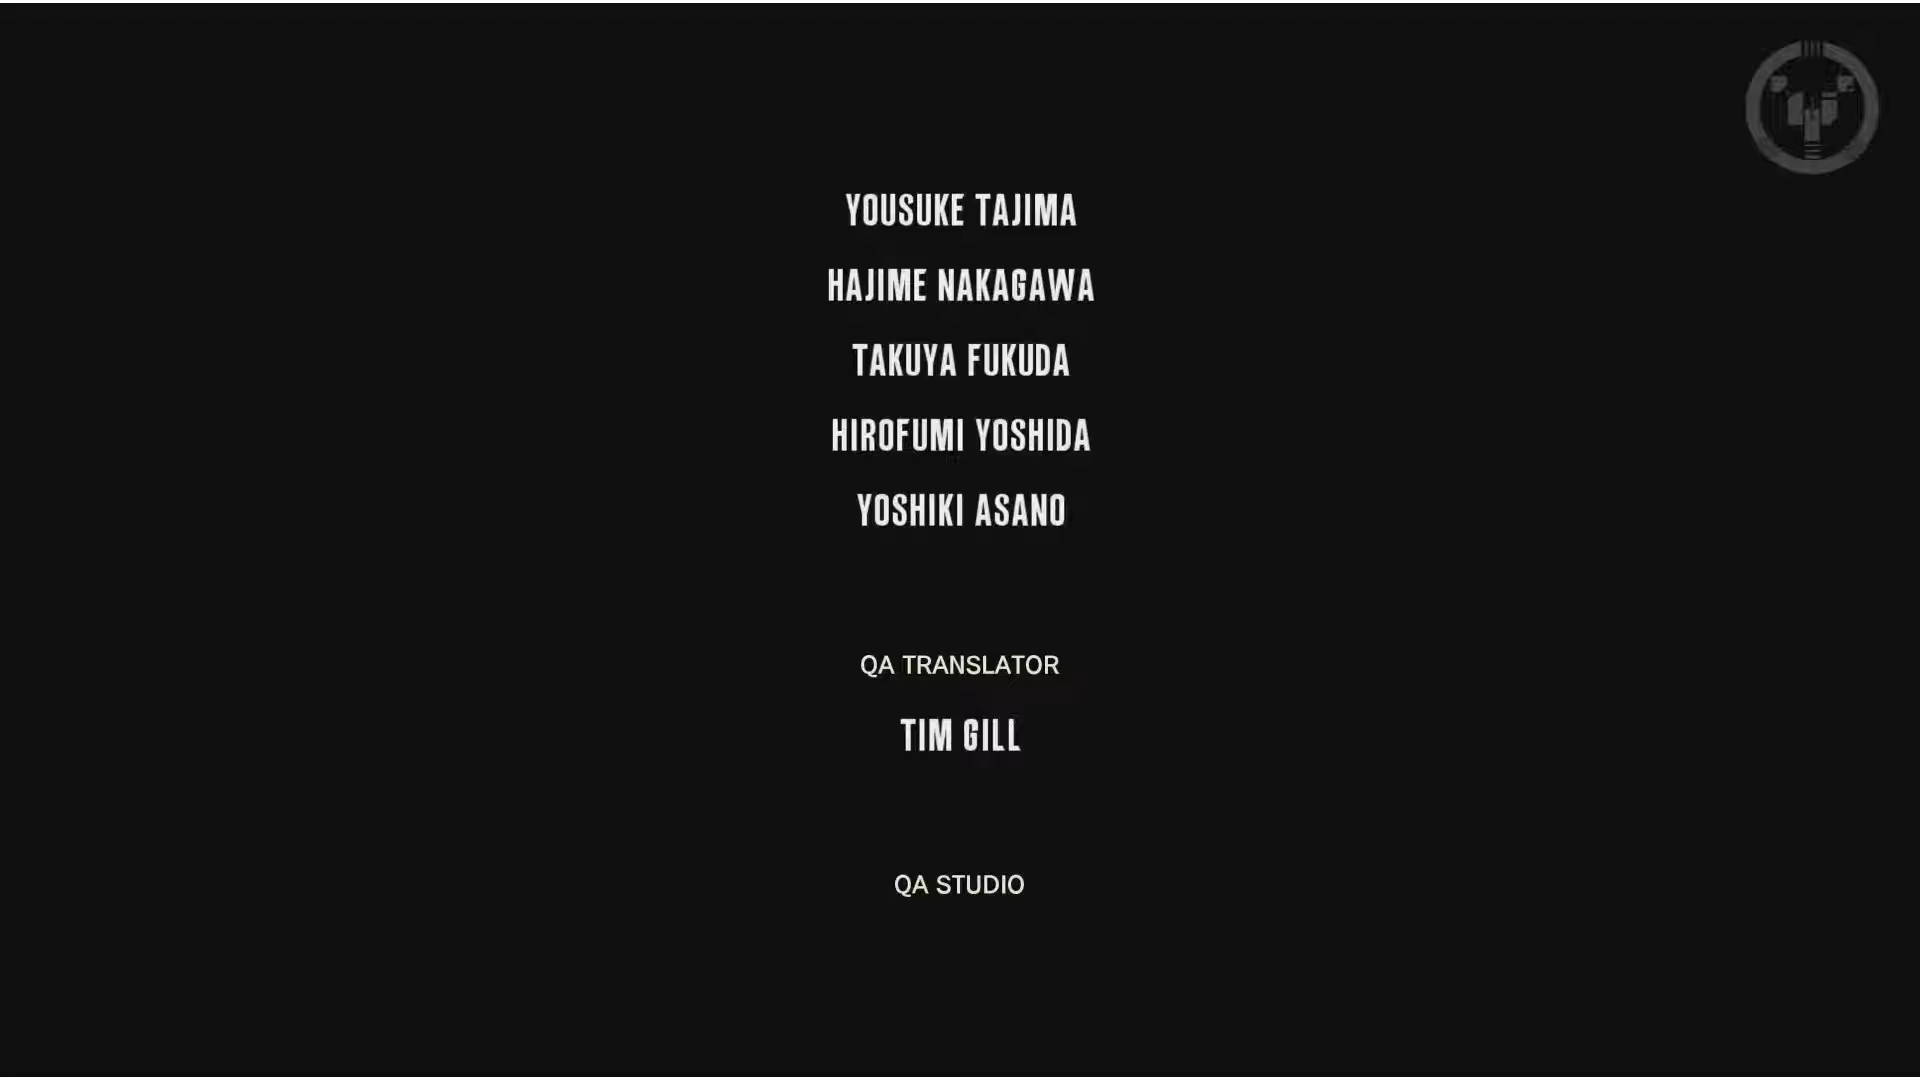 YOUSUKE TAJIMA
HAJIME NAKAGAWA
TAKUYA FUKUDA
HIROFUMI YOSHIDA
YOSHIKI ASANO
QA TRANSLATOR
TIM GILL
QA STUDIO